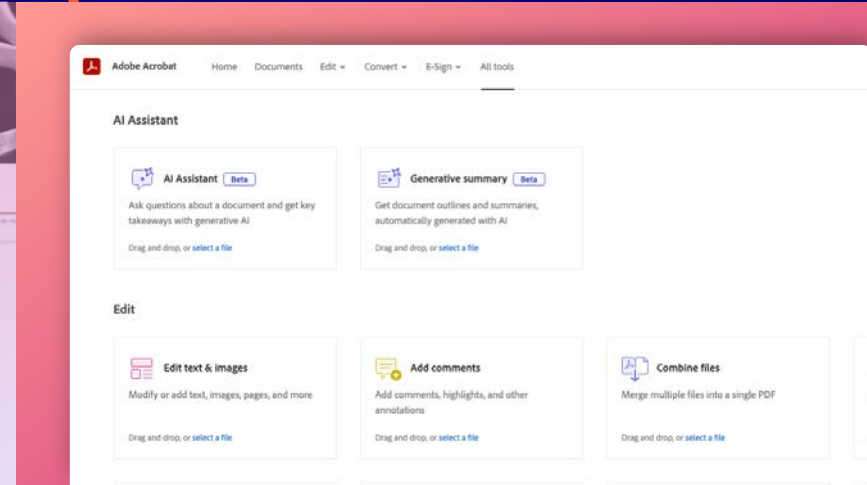 Adobe Acrobat Home Documents Edit Convert E-Sign All tools
AI Assistant
AI Assistant Beta
Ask questions about a document and get key
takeaways with generative AI
Drag and drop, or select a file
Generative summary Beta
Get document outlines and summaries,
automatically generated with AI
Drag and drop, or select a file
Edit
Edit text & images
Modify or add text, images, pages, and more
Drag and drop, or select a file
Add comments
Add comments, highlights, and other
annotations
Drag and drop, or select a file
Combine files
Merge multiple files into a single PDF
Drag and drop, or select a file